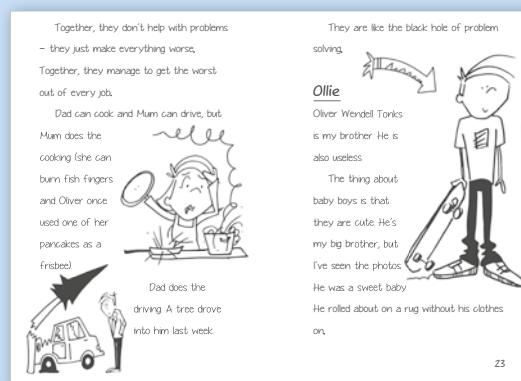 Together, they don't help with problems
– they just make everything worse.
Together, they manage to get the worst
out of every job.
Dad can cook and Mum can drive, but
Mum does the
cooking (she can
burn fish fingers
and Oliver once
used one of her
pancakes as a
frisbee)
Dad does the
driving. A tree drove
into him last week.
They are like the black hole of problem
solving.
Ollie
Oliver Wendell Tonks
is my brother. He is
also useless.
The thing about
baby boys is that
they are cute. He's
my big brother, but
I've seen the photos.
He was a sweet baby.
He rolled about on a rug without his clothes
on.
23